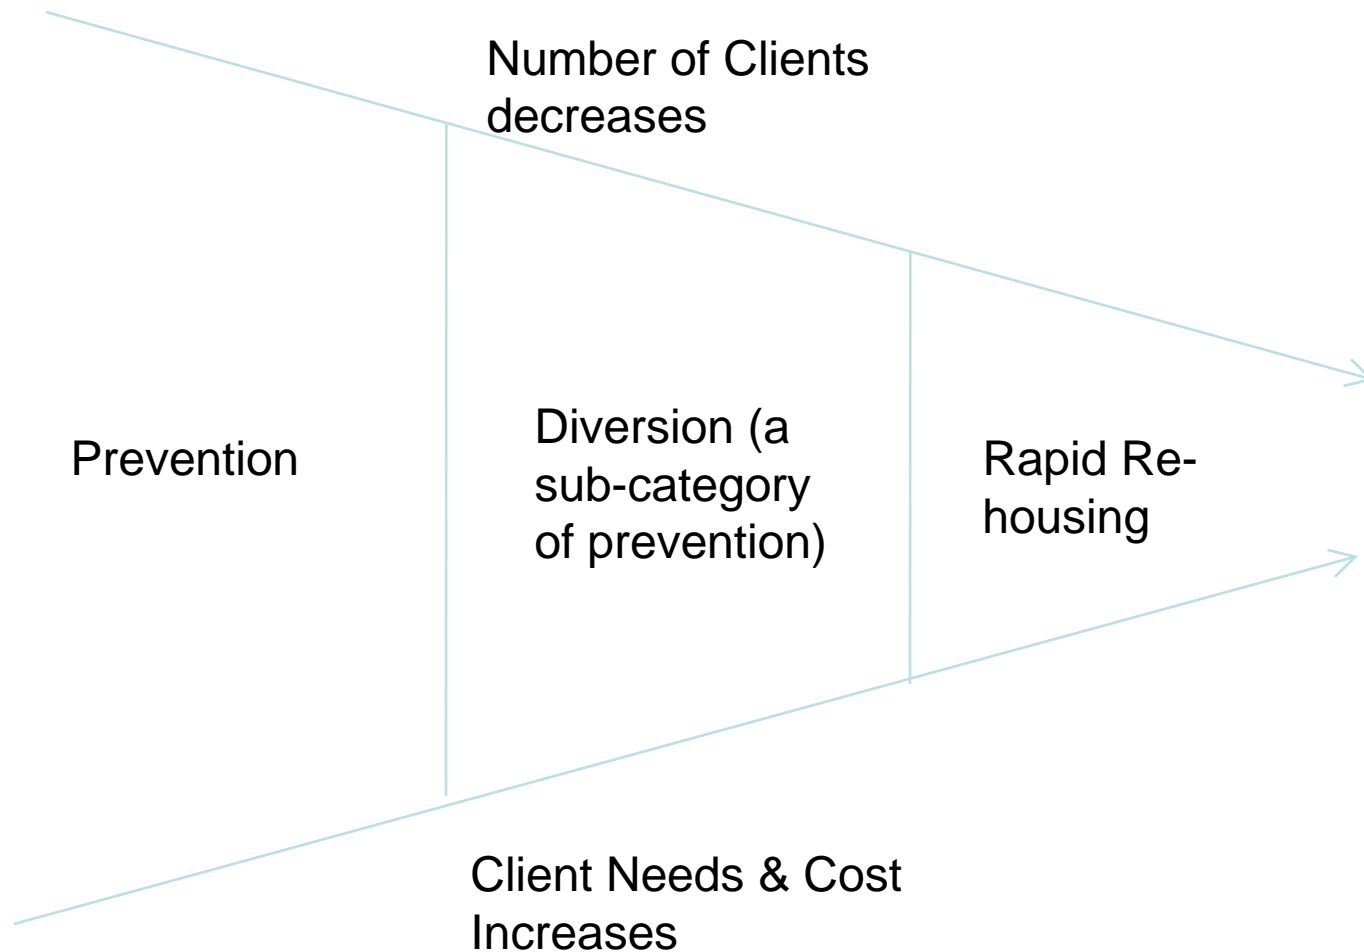 Number of Clients
decreases
Prevention
Diversion (a
sub-category
of prevention)
Rapid Re-
housing
Client Needs & Cost
Increases